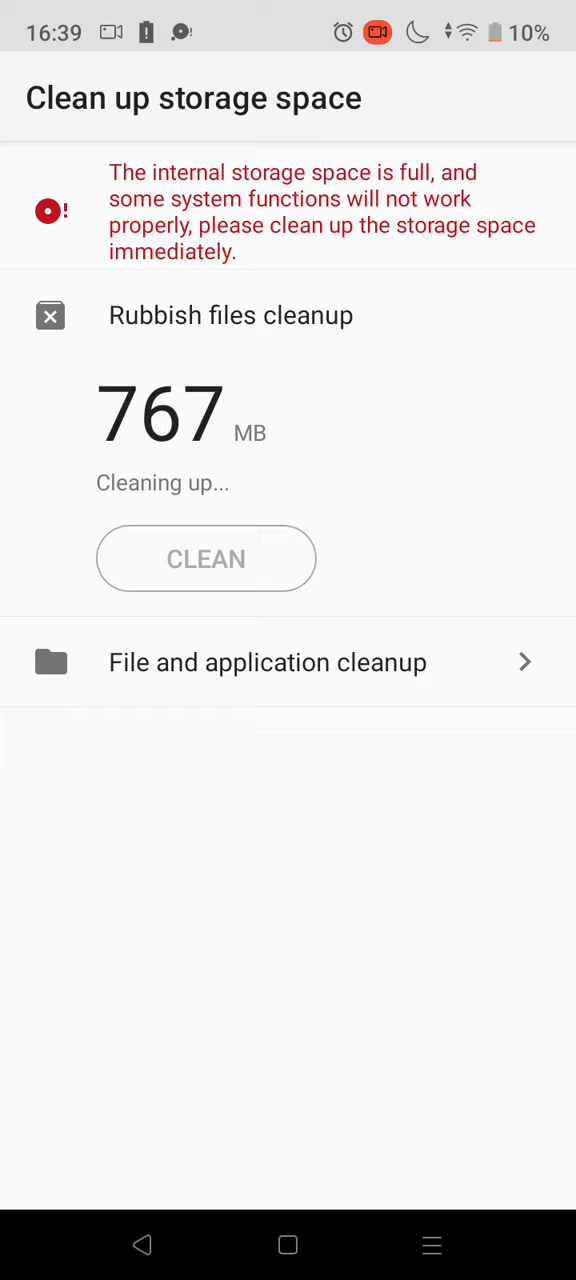 16:39
10%
Clean up storage space
The internal storage space is full, and
some system functions will not work
properly, please clean up the storage space
immediately.
Rubbish files cleanup
767 MB
Cleaning up...
CLEAN
File and application cleanup